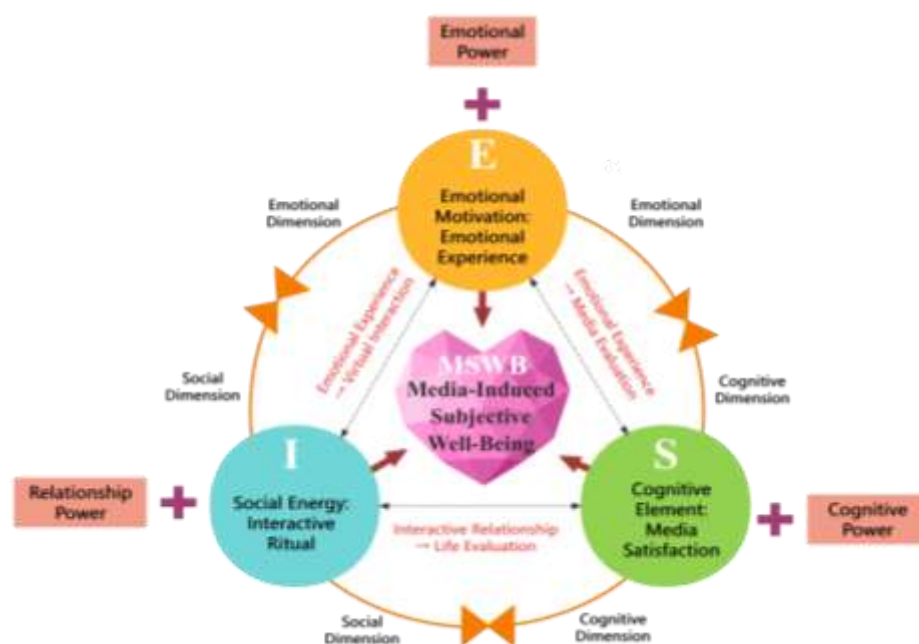 Emotional
Power
E
Emotional
Motivation:
Emotional
Experience
Emotional
Dimension
Emotional
Dimension
Emotional Experience
→ Virtual Interaction
Emotional Experience
→ Media Evaluation
Social
Dimension
MSWB
Media-Induced
Subjective
Well-Being
Cognitive
Dimension
I
Social Energy:
Interactive
Ritual
S
Cognitive
Element:
Media
Satisfaction
Relationship
Power
Interactive Relationship
→ Life Evaluation
Cognitive
Power
Social
Dimension
Cognitive
Dimension